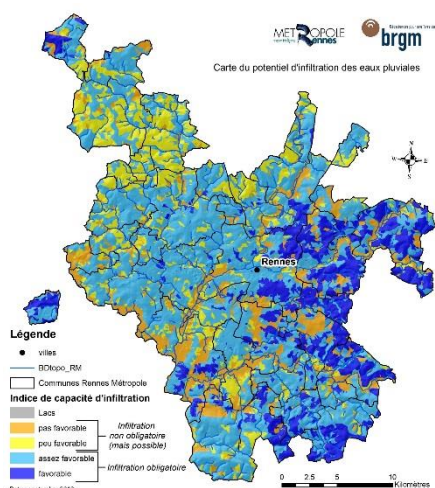 METROPOLE
Rennes
brgm
Carte du potentiel d'infiltration des eaux pluviales
N
S
Rennes
Légende
villes
BDtopo_RM
Communes Rennes Métropole
Indice de capacité d'infiltration
Lacs
pas favorable
peu favorable
assez favorable
favorable
Infiltration
non obligatoire
(mais possible)
Infiltration obligatoire
0 2.5 5 10
Kilomètres